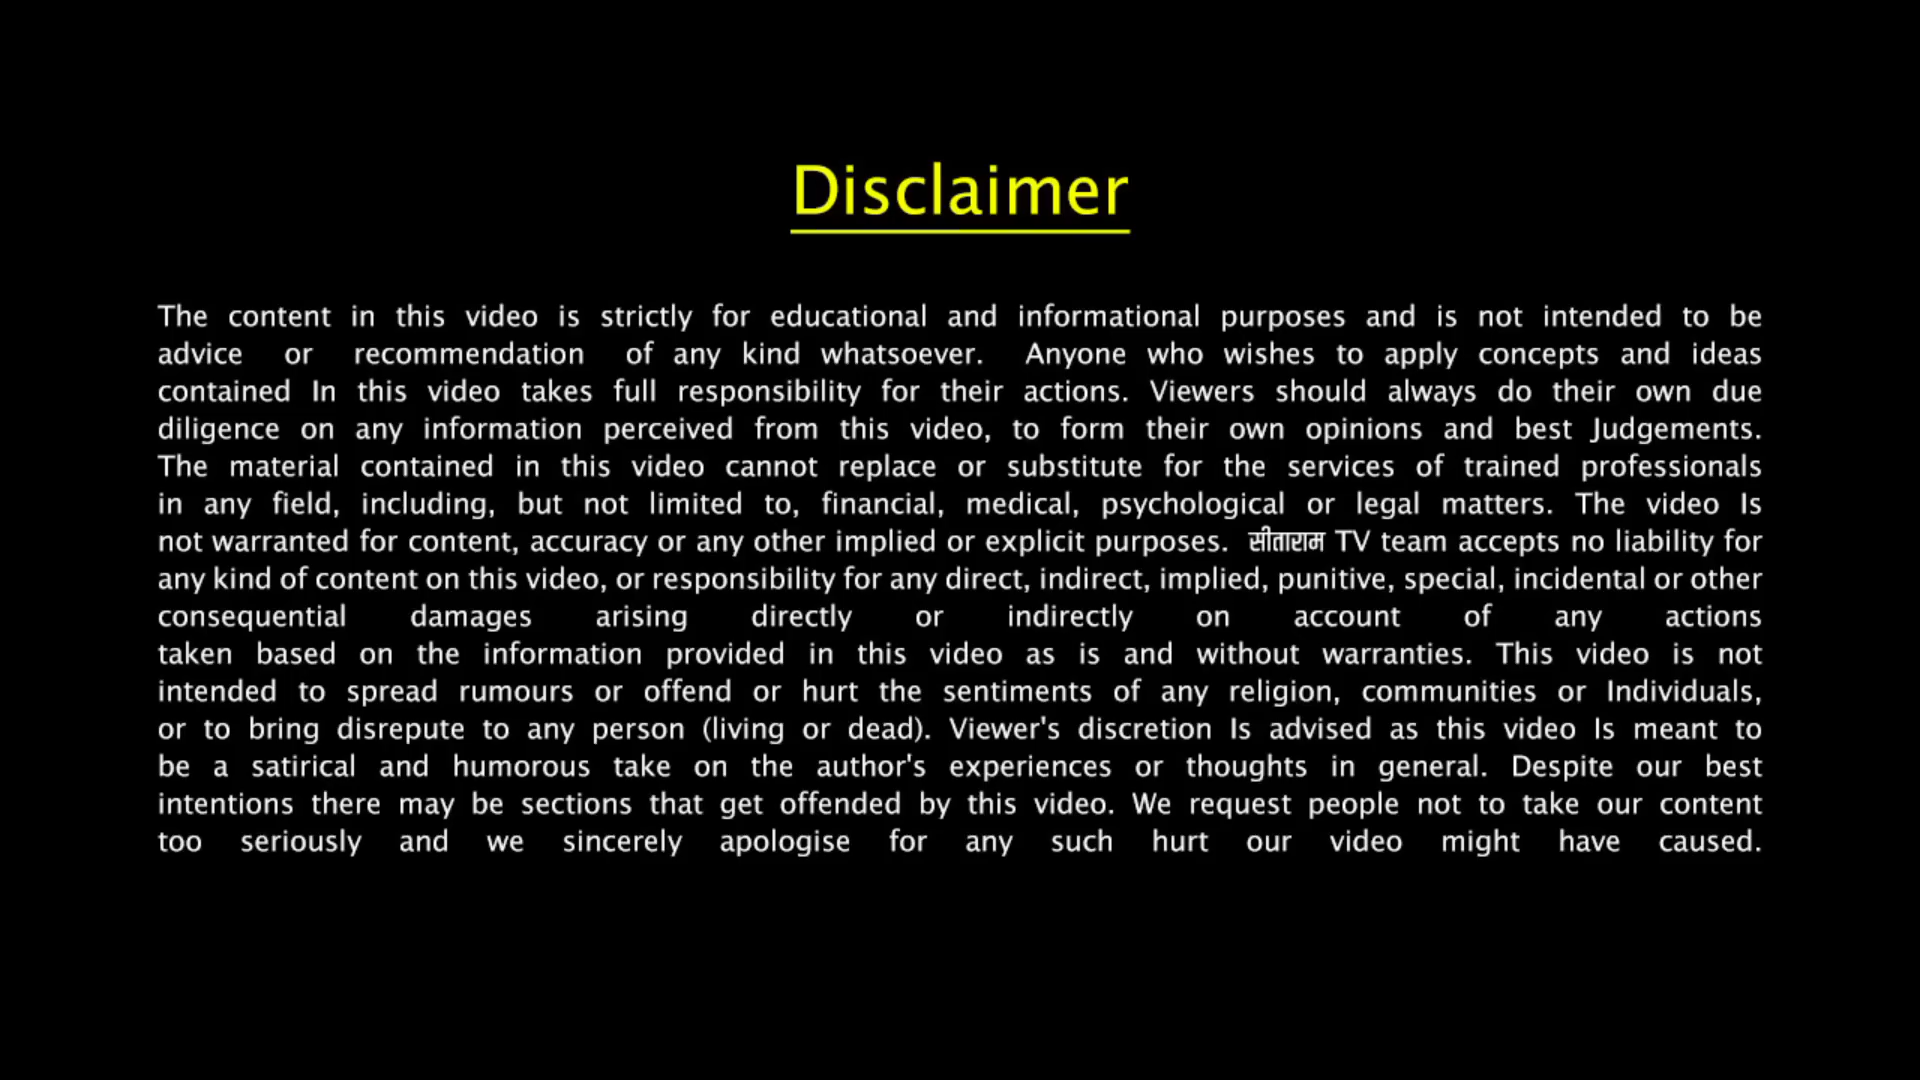 Disclaimer
The content in this video is strictly for educational and informational purposes and is not intended to be
advice or recommendation of any kind whatsoever. Anyone who wishes to apply concepts and ideas
contained In this video takes full responsibility for their actions. Viewers should always do their own due
diligence on any information perceived from this video, to form their own opinions and best Judgements.
The material contained in this video cannot replace or substitute for the services of trained professionals
in any field, including, but not limited to, financial, medical, psychological or legal matters. The video Is
not warranted for content, accuracy or any other implied or explicit purposes. सीताराम TV team accepts no liability for
any kind of content on this video, or responsibility for any direct, indirect, implied, punitive, special, incidental or other
consequential damages arising directly or indirectly on account of any actions
taken based on the information provided in this video as is and without warranties. This video is not
intended to spread rumours or offend or hurt the sentiments of any religion, communities or Individuals,
or to bring disrepute to any person (living or dead). Viewer's discretion Is advised as this video Is meant to
be a satirical and humorous take on the author's experiences or thoughts in general. Despite our best
intentions there may be sections that get offended by this video. We request people not to take our content
too seriously and we sincerely apologise for any such hurt our video might have caused.